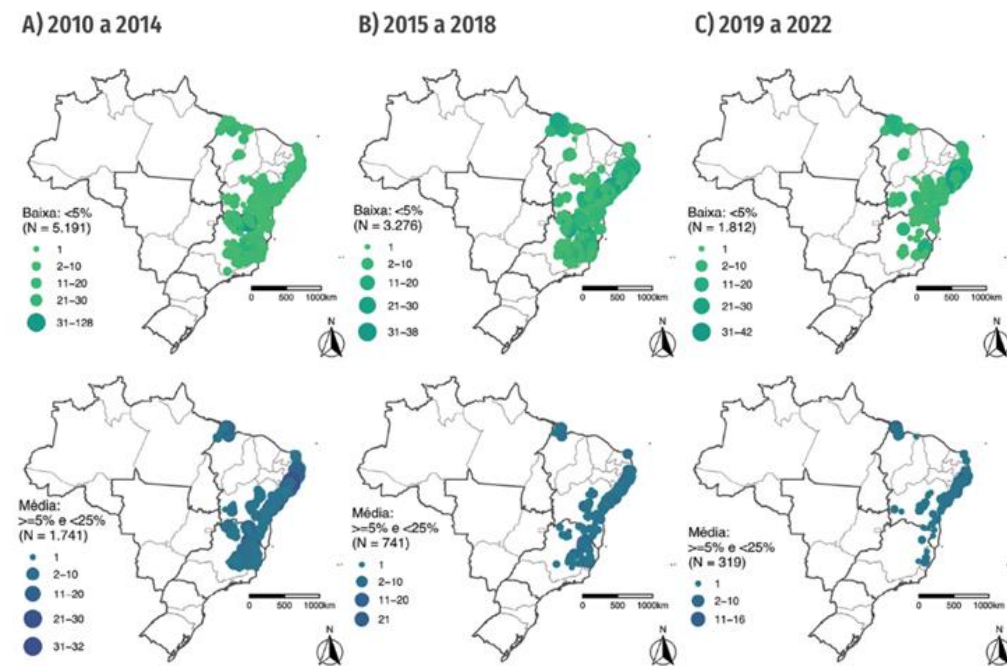 A) 2010 a 2014
B) 2015 a 2018
C) 2019 a 2022
Baixa: <5%
(N = 5.191)
1
2–10
11–20
21–30
31–128
0 500 1000km
N
Baixa: <5%
(N = 3.276)
1
2–10
11–20
21–30
31–38
0 500 1000km
N
Baixa: <5%
(N = 1.812)
1
2–10
11–20
21–30
31–42
0 500 1000km
N
Média:
>=5% e <25%
(N = 1.741)
1
2–10
11–20
21–30
31–32
0 500 1000km
N
Média:
>=5% e <25%
(N = 741)
1
2–10
11–20
21
0 500 1000km
N
Média:
>=5% e <25%
(N = 319)
1
2–10
11–16
0 500 1000km
N